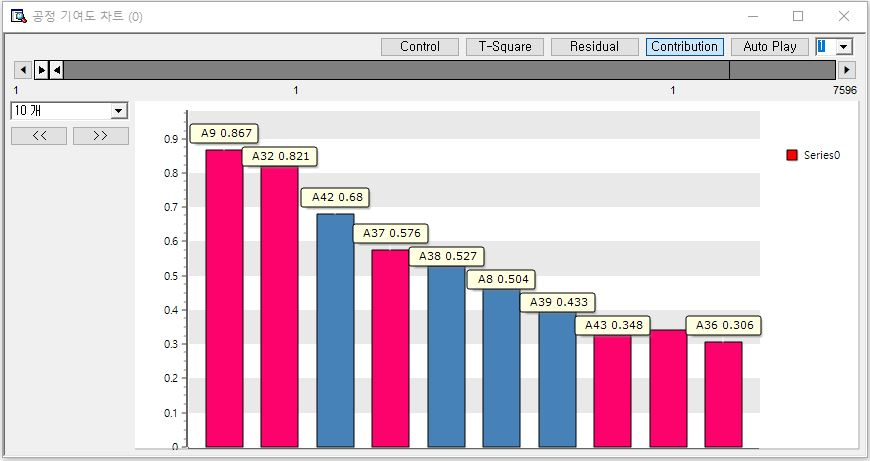 공정 기여도 차트 (0)
Control T-Square Residual Contribution Auto Play 1
1 1 1 7596
10 개
<< >>
0.9
0.8
0.7
0.6
0.5
0.4
0.3
0.2
0.1
0
A9 0.867
A32 0.821
A42 0.68
A37 0.576
A38 0.527
A8 0.504
A39 0.433
A43 0.348
A36 0.306
Series0